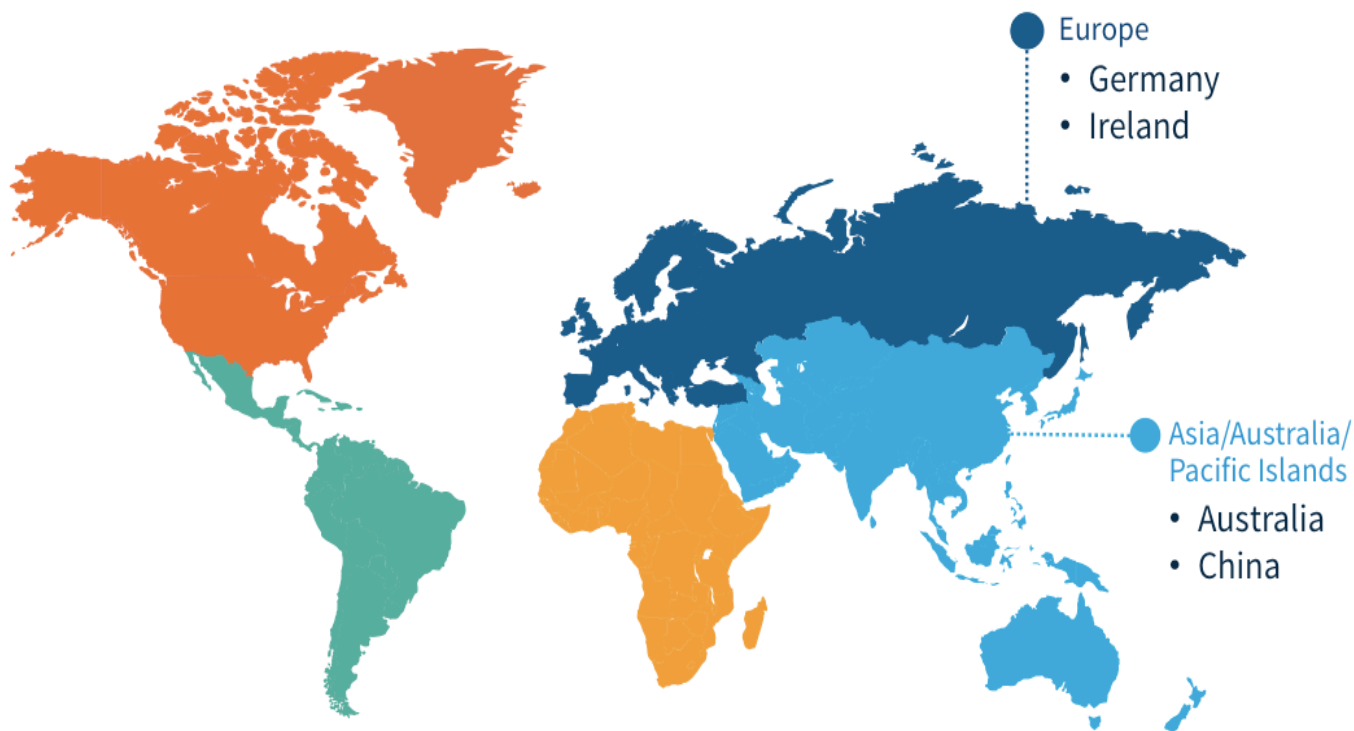 Europe
• Germany
• Ireland
Asia/Australia/
Pacific Islands
• Australia
• China